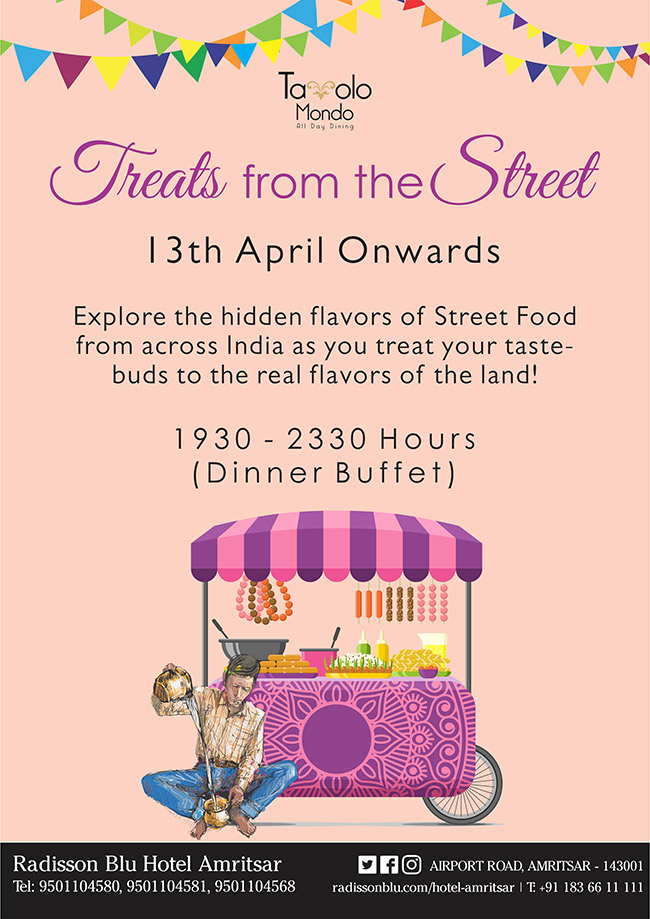 Tavolo
Mondo
All Day Dining
Treats from the Street
13th April Onwards
Explore the hidden flavors of Street Food
from across India as you treat your taste-
buds to the real flavors of the land!
1930 - 2330 Hours
(Dinner Buffet)
Radisson Blu Hotel Amritsar
Tel: 9501104580, 9501104581, 9501104568
AIRPORT ROAD, AMRITSAR - 143001
radissonblu.com/hotel-amritsar | T: +91 183 66 11 111